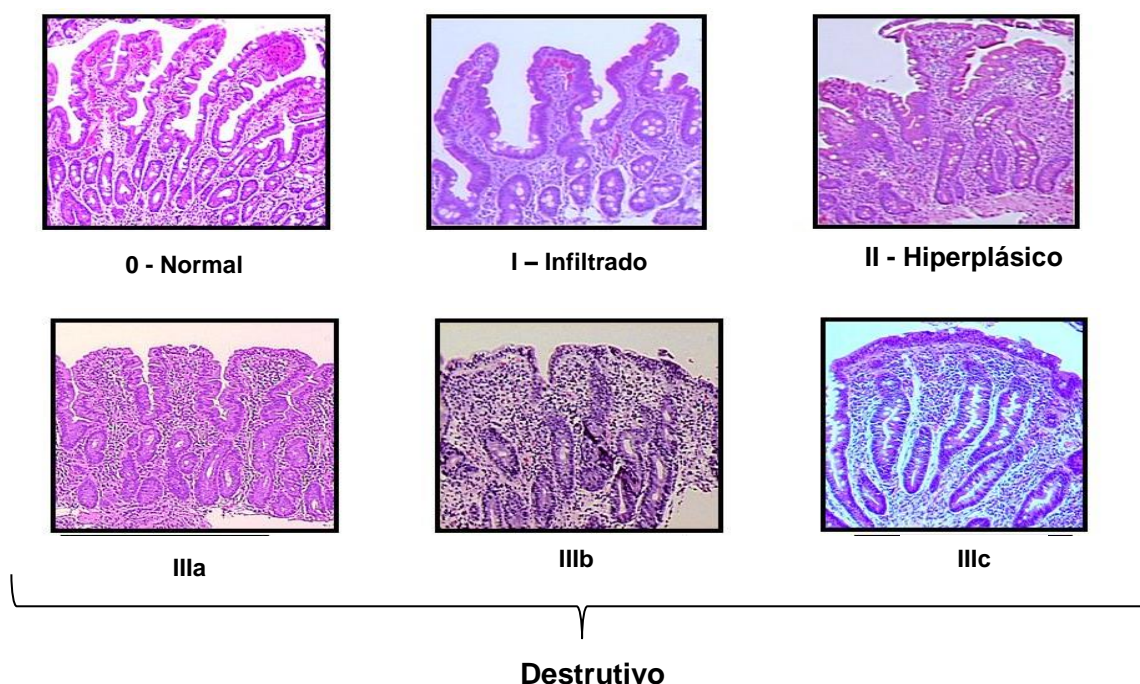 0 - Normal
I – Infiltrado
II - Hiperplásico
IIIa
IIIb
IIIc
Destrutivo